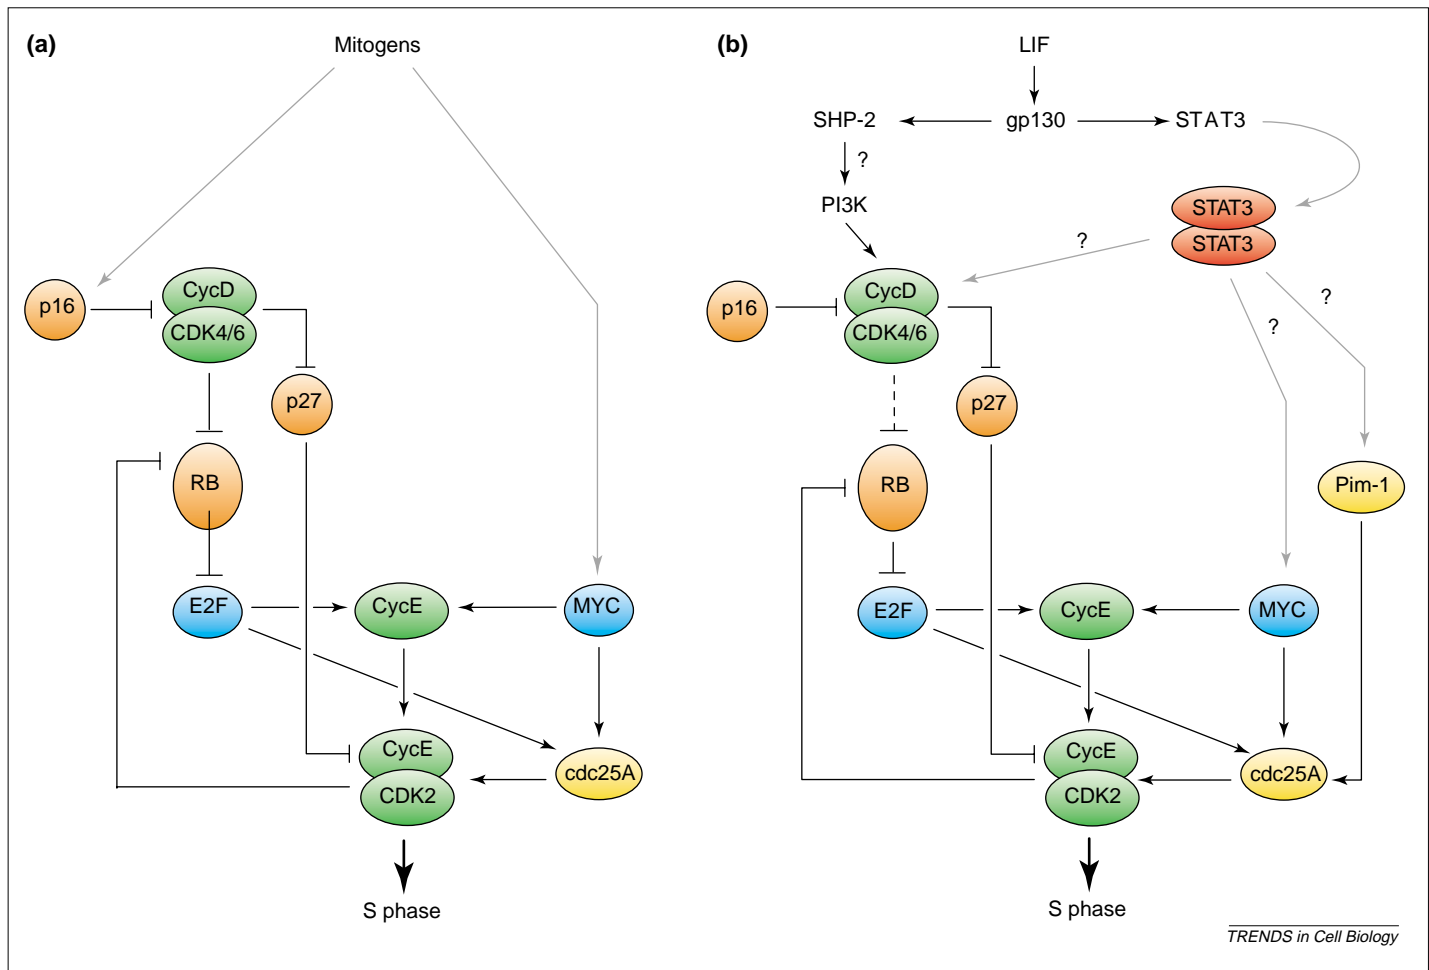 (a)
Mitogens
p16
CycD
CDK4/6
p27
RB
E2F
CycE
MYC
CycE
CDK2
cdc25A
S phase
(b)
LIF
SHP-2
gp130
STAT3
?
PI3K
STAT3
STAT3
?
?
?
p16
CycD
CDK4/6
p27
RB
Pim-1
E2F
CycE
MYC
CycE
CDK2
cdc25A
S phase
TRENDS in Cell Biology